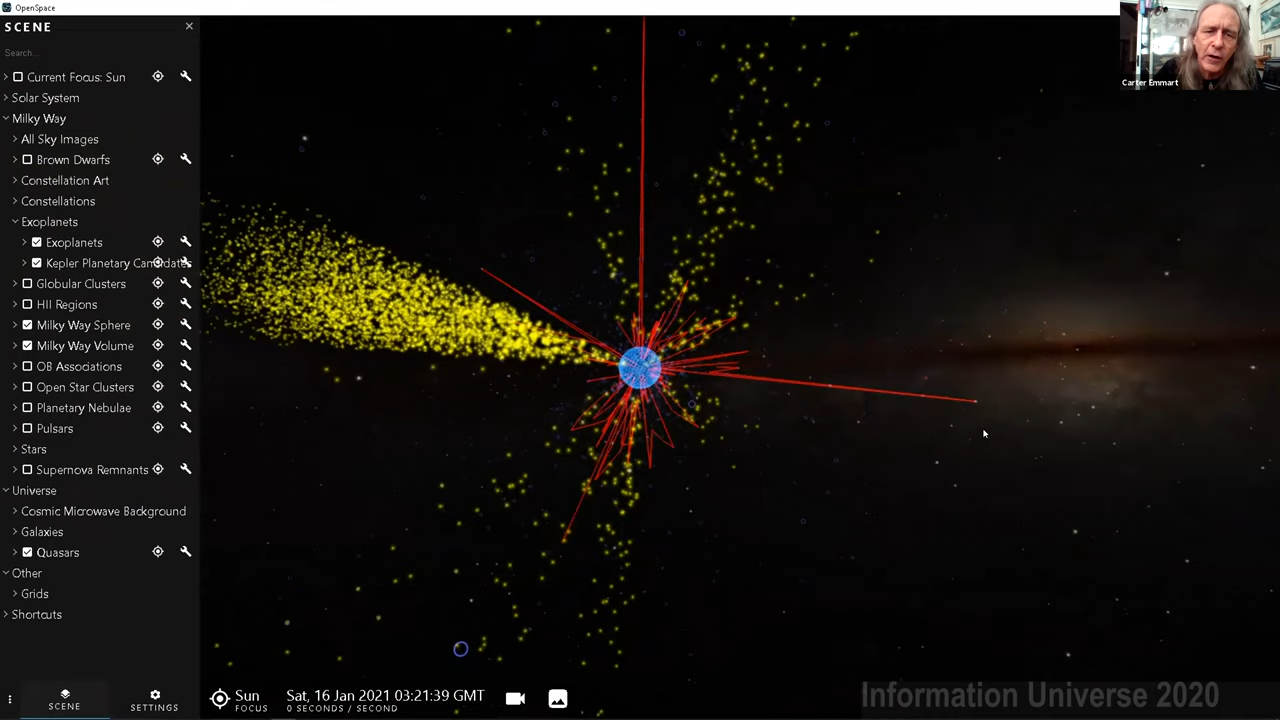 OpenSpace
SCENE
Search...
Current Focus: Sun
Solar System
Milky Way
All Sky Images
Brown Dwarfs
Constellation Art
Constellations
Exoplanets
Exoplanets
Kepler Planetary Candidates
Globular Clusters
HII Regions
Milky Way Sphere
Milky Way Volume
OB Associations
Open Star Clusters
Planetary Nebulae
Pulsars
Stars
Supernova Remnants
Universe
Cosmic Microwave Background
Galaxies
Quasars
Other
Grids
Shortcuts
SCENE
SETTINGS
Sun
FOCUS
Sat, 16 Jan 2021 03:21:39 GMT
0 SECONDS / SECOND
Carter Emmart
Information Universe 2020